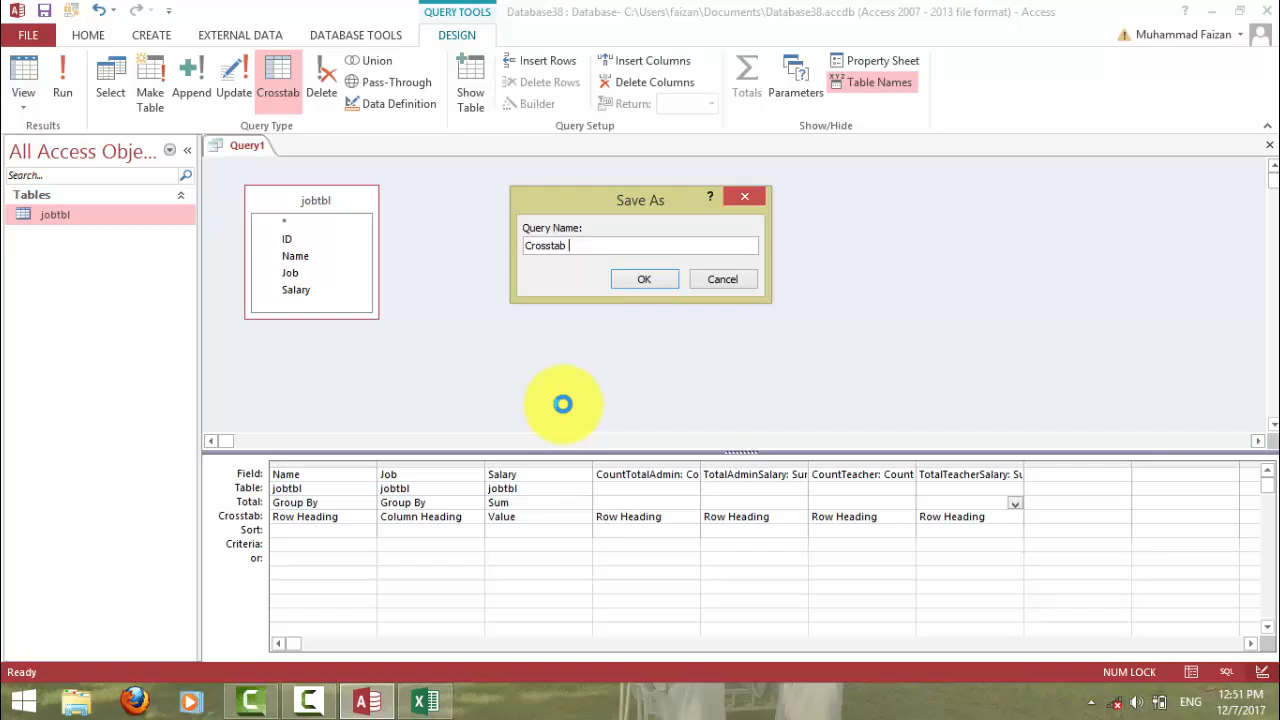 QUERY TOOLS
Database38 : Database- C:\Users\faizan\Documents\Database38.accdb (Access 2007 - 2013 file format) - Access
FILE HOME CREATE EXTERNAL DATA DATABASE TOOLS DESIGN Muhammad Faizan
View Run Select Make Table Append Update Crosstab Delete
Union
Pass-Through
Data Definition
Show Table
Insert Rows
Delete Rows
Builder
Insert Columns
Delete Columns
Return:
Totals Parameters
Property Sheet
Table Names
Results Query Type Query Setup Show/Hide
All Access Obje...
Search...
Tables
jobtbl
Query1
jobtbl
*
ID
Name
Job
Salary
Save As
Query Name:
Crosstab
OK Cancel
Field: Name Job Salary CountTotalAdmin: Co TotalAdminSalary: Sum CountTeacher: Count TotalTeacherSalary: Su
Table: jobtbl jobtbl jobtbl
Total: Group By Group By Sum
Crosstab: Row Heading Column Heading Value Row Heading Row Heading Row Heading Row Heading
Sort:
Criteria:
or:
Ready NUM LOCK SQL
ENG 12:51 PM
12/7/2017